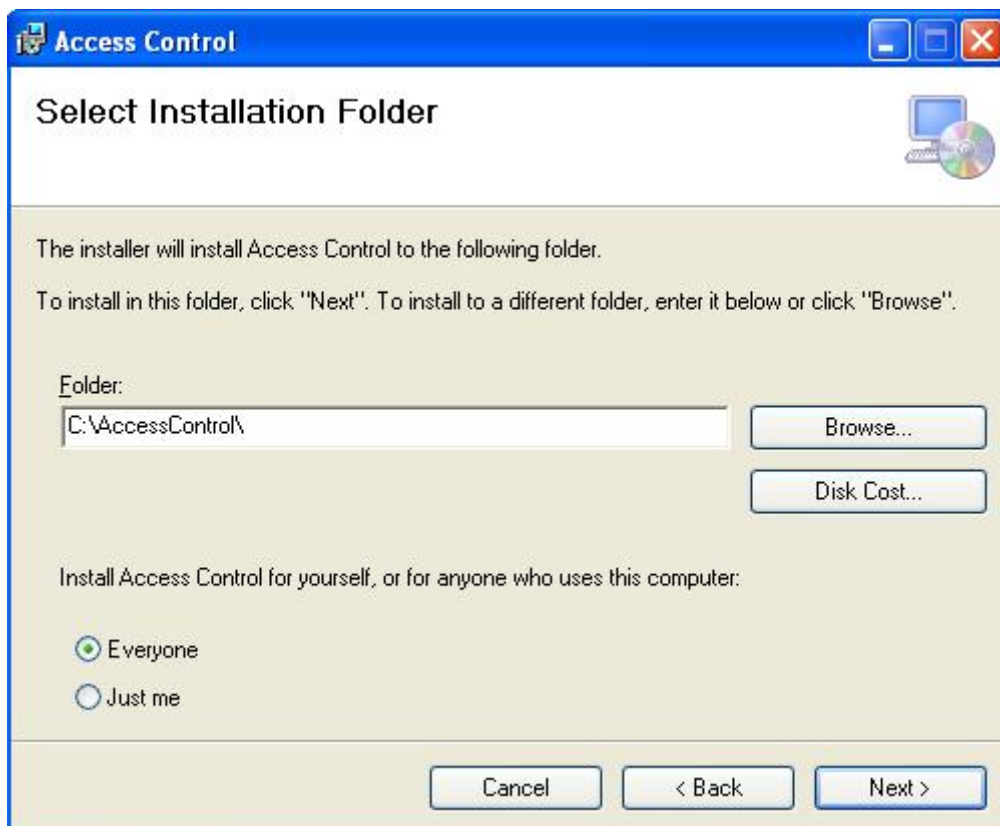 Access Control
Select Installation Folder
The installer will install Access Control to the following folder.
To install in this folder, click "Next". To install to a different folder, enter it below or click "Browse".
Folder:
C:\AccessControl\
Browse...
Disk Cost...
Install Access Control for yourself, or for anyone who uses this computer:
Everyone
Just me
Cancel
< Back
Next >